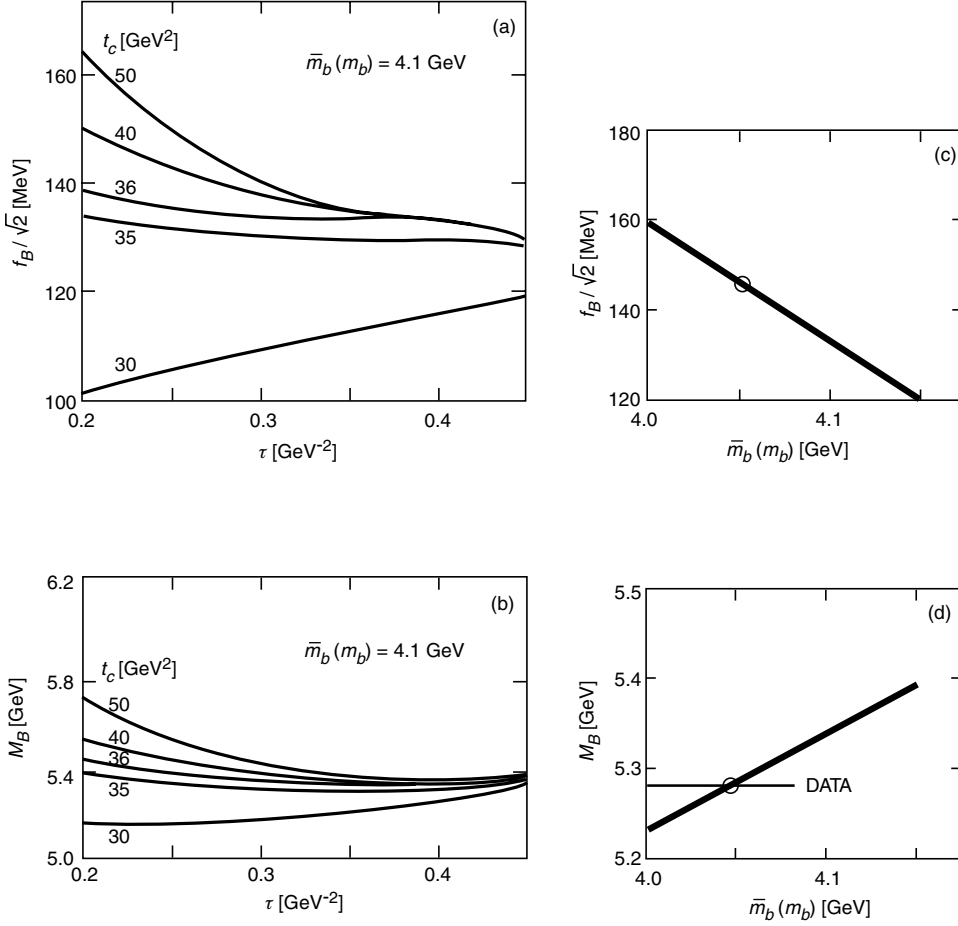 (a)
t_c [GeV²]
m̄_b (m_b) = 4.1 GeV
50
40
36
35
30
160
140
120
100
f_B / √2 [MeV]
0.2
0.3
0.4
τ [GeV⁻²]
(c)
180
160
140
120
f_B / √2 [MeV]
4.0
4.1
m̄_b (m_b) [GeV]
(b)
m̄_b (m_b) = 4.1 GeV
t_c [GeV²]
50
40
36
35
30
6.2
5.8
5.4
5.0
M_B [GeV]
0.2
0.3
0.4
τ [GeV⁻²]
(d)
5.5
5.4
5.3
5.2
M_B [GeV]
DATA
4.0
4.1
m̄_b (m_b) [GeV]